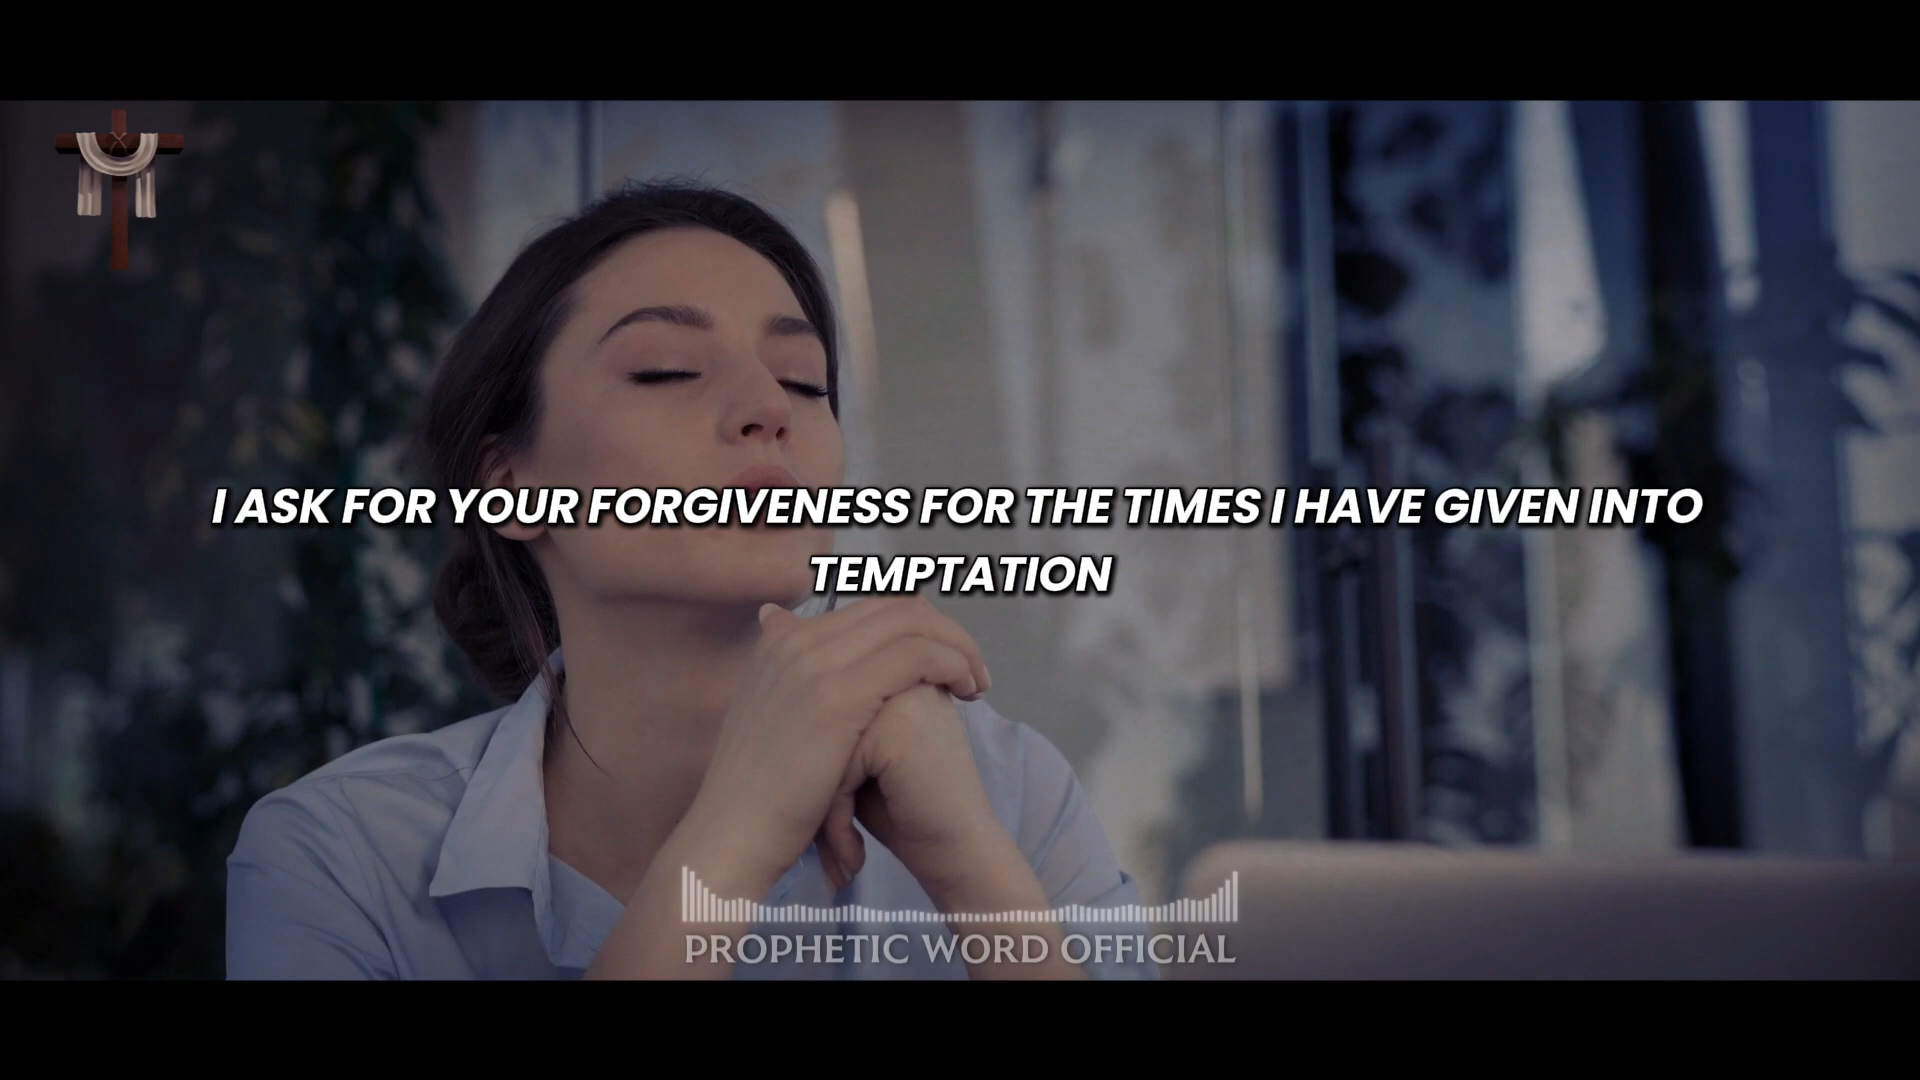 I ASK FOR YOUR FORGIVENESS FOR THE TIMES I HAVE GIVEN INTO
TEMPTATION
PROPHETIC WORD OFFICIAL